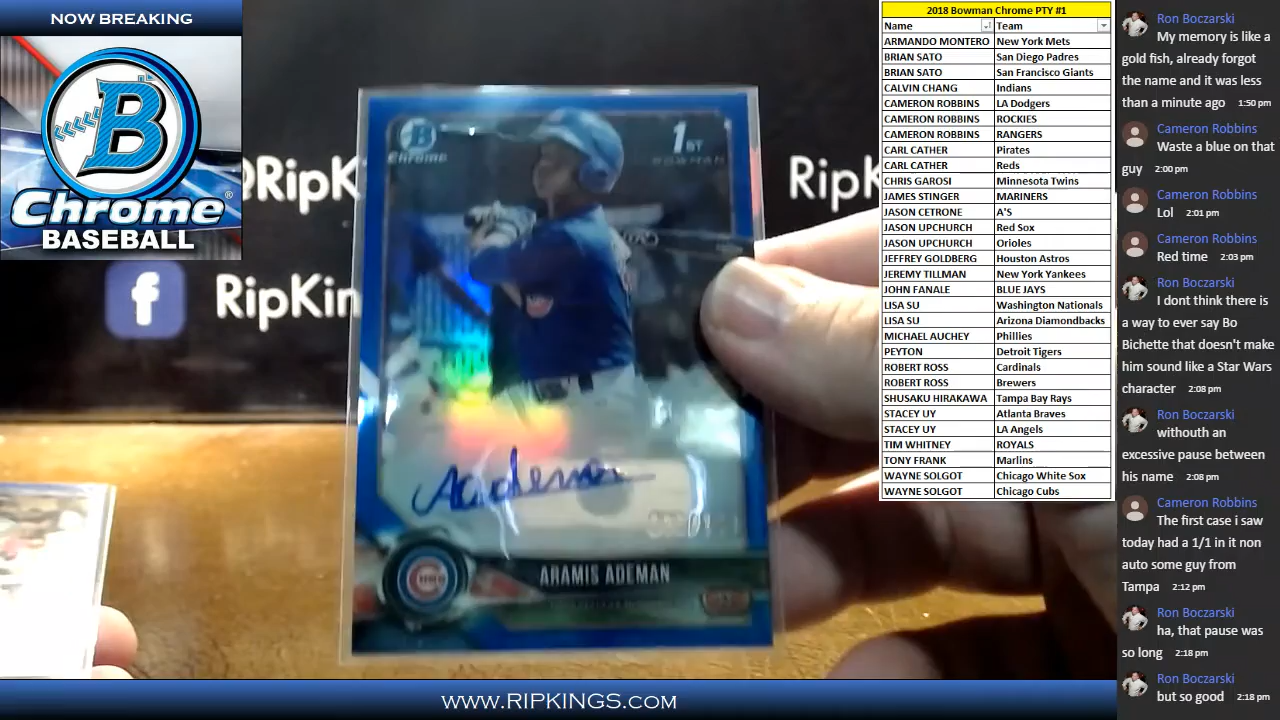 NOW BREAKING
B
Chrome®
BASEBALL
@RipK
RipK
f
RipKin
B
Chrome
1ST
BOWMAN
Aademan
CUBS
ARAMIS ADEMAN
www.RIPKINGS.com
2018 Bowman Chrome PTY #1
Name Team
ARMANDO MONTERO New York Mets
BRIAN SATO San Diego Padres
BRIAN SATO San Francisco Giants
CALVIN CHANG Indians
CAMERON ROBBINS LA Dodgers
CAMERON ROBBINS ROCKIES
CAMERON ROBBINS RANGERS
CARL CATHER Pirates
CARL CATHER Reds
CHRIS GAROSI Minnesota Twins
JAMES STINGER MARINERS
JASON CETRONE A'S
JASON UPCHURCH Red Sox
JASON UPCHURCH Orioles
JEFFREY GOLDBERG Houston Astros
JEREMY TILLMAN New York Yankees
JOHN FANALE BLUE JAYS
LISA SU Washington Nationals
LISA SU Arizona Diamondbacks
MICHAEL AUCHEY Phillies
PEYTON Detroit Tigers
ROBERT ROSS Cardinals
ROBERT ROSS Brewers
SHUSAKU HIRAKAWA Tampa Bay Rays
STACEY UY Atlanta Braves
STACEY UY LA Angels
TIM WHITNEY ROYALS
TONY FRANK Marlins
WAYNE SOLGOT Chicago White Sox
WAYNE SOLGOT Chicago Cubs
Ron Boczarski
My memory is like a
gold fish, already forgot
the name and it was less
than a minute ago 1:50 pm
Cameron Robbins
Waste a blue on that
guy 2:00 pm
Cameron Robbins
Lol 2:01 pm
Cameron Robbins
Red time 2:03 pm
Ron Boczarski
I dont think there is
a way to ever say Bo
Bichette that doesn't make
him sound like a Star Wars
character 2:08 pm
Ron Boczarski
withouth an
excessive pause between
his name 2:08 pm
Cameron Robbins
The first case i saw
today had a 1/1 in it non
auto some guy from
Tampa 2:12 pm
Ron Boczarski
ha, that pause was
so long 2:18 pm
Ron Boczarski
but so good 2:18 pm